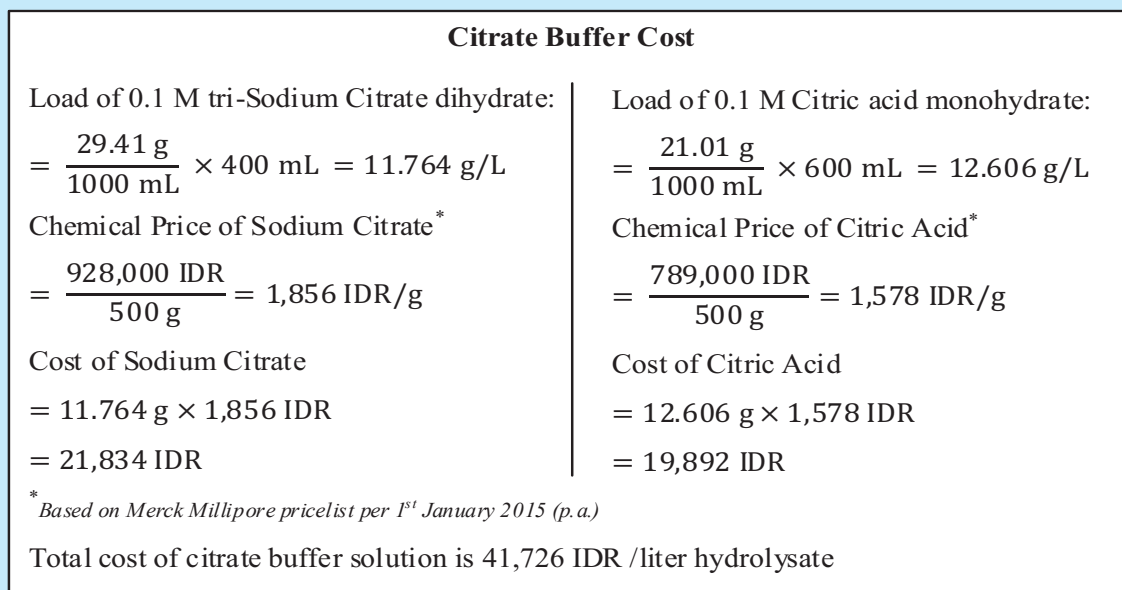 Citrate Buffer Cost
Load of 0.1 M tri-Sodium Citrate dihydrate:
= 29.41 g / 1000 mL × 400 mL = 11.764 g/L
Chemical Price of Sodium Citrate*
= 928,000 IDR / 500 g = 1,856 IDR/g
Cost of Sodium Citrate
= 11.764 g × 1,856 IDR
= 21,834 IDR
Load of 0.1 M Citric acid monohydrate:
= 21.01 g / 1000 mL × 600 mL = 12.606 g/L
Chemical Price of Citric Acid*
= 789,000 IDR / 500 g = 1,578 IDR/g
Cost of Citric Acid
= 12.606 g × 1,578 IDR
= 19,892 IDR
*Based on Merck Millipore pricelist per 1st January 2015 (p.a.)
Total cost of citrate buffer solution is 41,726 IDR /liter hydrolysate